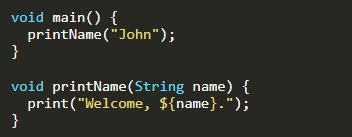 void main() {
  printName("John");
}

void printName(String name) {
  print("Welcome, ${name}.");
}